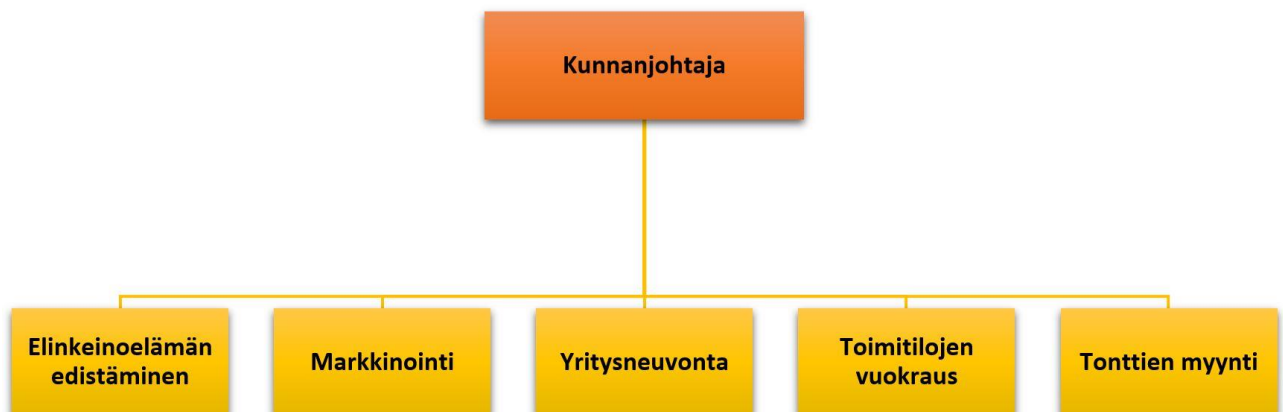 Kunnanjohtaja
Elinkeinoelämän
edistäminen
Markkinointi
Yritysneuvonta
Toimitilojen
vuokraus
Tonttien myynti